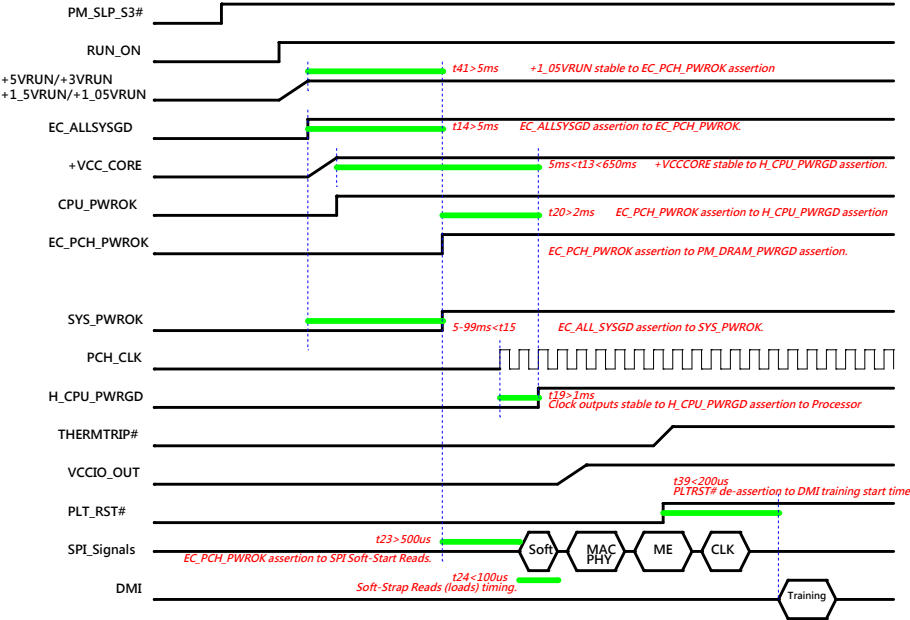 PM_SLP_S3#
RUN_ON
+5VRUN/+3VRUN
+1_5VRUN/+1_05VRUN
t41>5ms +1_05VRUN stable to EC_PCH_PWROK assertion
EC_ALLSYSGD
t14>5ms EC_ALLSYSGD assertion to EC_PCH_PWROK.
+VCC_CORE
5ms<t13<650ms +VCCCORE stable to H_CPU_PWRGD assertion.
CPU_PWROK
t20>2ms EC_PCH_PWROK assertion to H_CPU_PWRGD assertion
EC_PCH_PWROK
EC_PCH_PWROK assertion to PM_DRAM_PWRGD assertion.
SYS_PWROK
5-99ms<t15 EC_ALL_SYSGD assertion to SYS_PWROK.
PCH_CLK
H_CPU_PWRGD
t19>1ms
Clock outputs stable to H_CPU_PWRGD assertion to Processor
THERMTRIP#
VCCIO_OUT
t39<200us
PLTRST# de-assertion to DMI training start time
PLT_RST#
t23>500us
SPI_Signals
EC_PCH_PWROK assertion to SPI Soft-Start Reads.
Soft
MAC
PHY
ME
CLK
t24<100us
Soft-Strap Reads (loads) timing.
DMI
Training